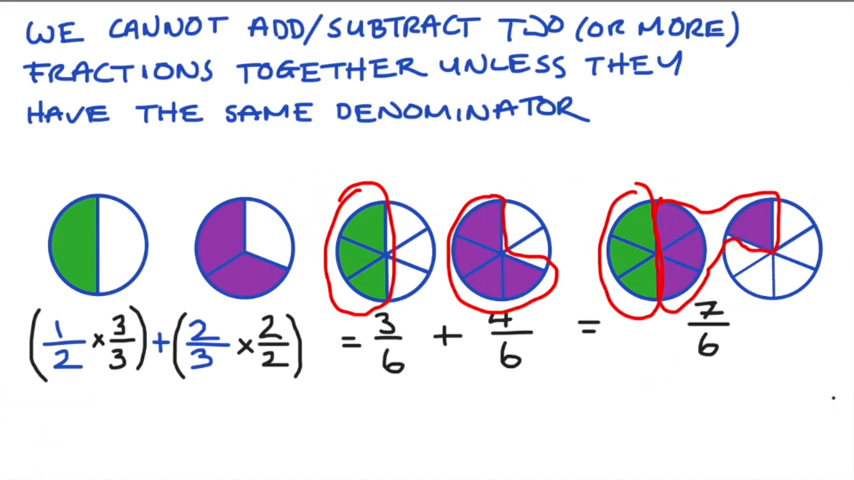 WE CANNOT ADD/SUBTRACT TWO (OR MORE)
FRACTIONS TOGETHER UNLESS THEY
HAVE THE SAME DENOMINATOR
(1/2 × 3/3) + (2/3 × 2/2) = 3/6 + 4/6 = 7/6